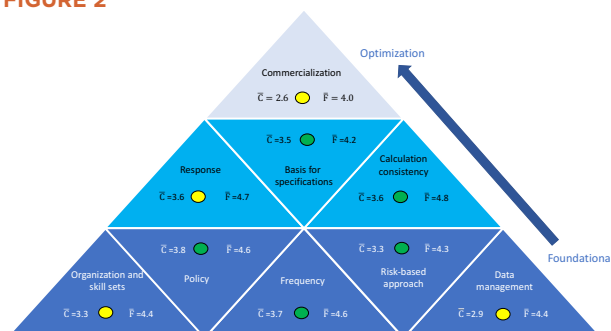 FIGURE 2
Optimization
Commercialization
C̅ = 2.6 F̅ = 4.0
C̅ =3.5 F̅ =4.2
Basis for
specifications
Response
C̅ =3.6 F̅ =4.7
Calculation
consistency
C̅ =3.6 F̅ =4.8
C̅ =3.8 F̅ =4.6
Policy
C̅ =3.3 F̅ =4.3
Risk-based
approach
Foundationa
Organization and
skill sets
C̅ =3.3 F̅ =4.4
Frequency
C̅ =3.7 F̅ =4.6
Data
management
C̅ =2.9 F̅ =4.4